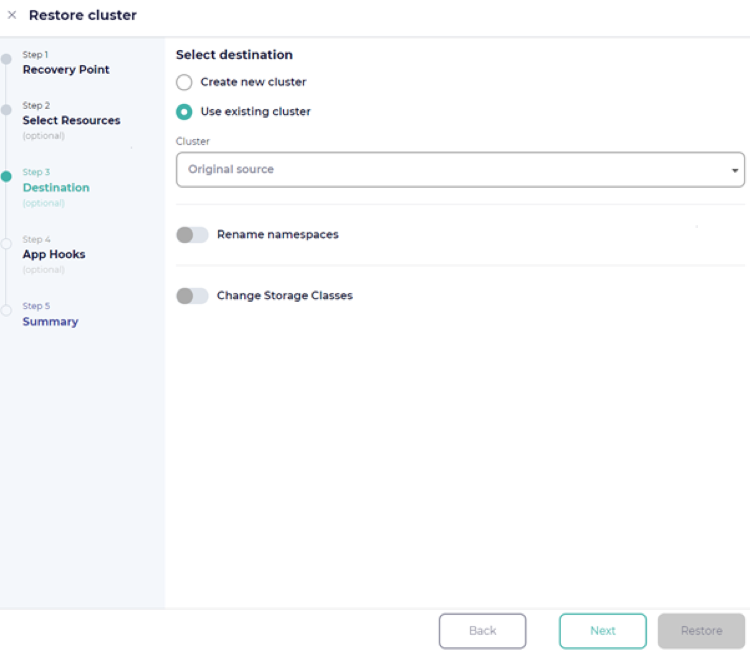 Restore cluster
Step 1
Recovery Point
Step 2
Select Resources
(optional)
Step 3
Destination
(optional)
Step 4
App Hooks
(optional)
Step 5
Summary
Select destination
Create new cluster
Use existing cluster
Cluster
Original source
Rename namespaces
Change Storage Classes
Back
Next
Restore